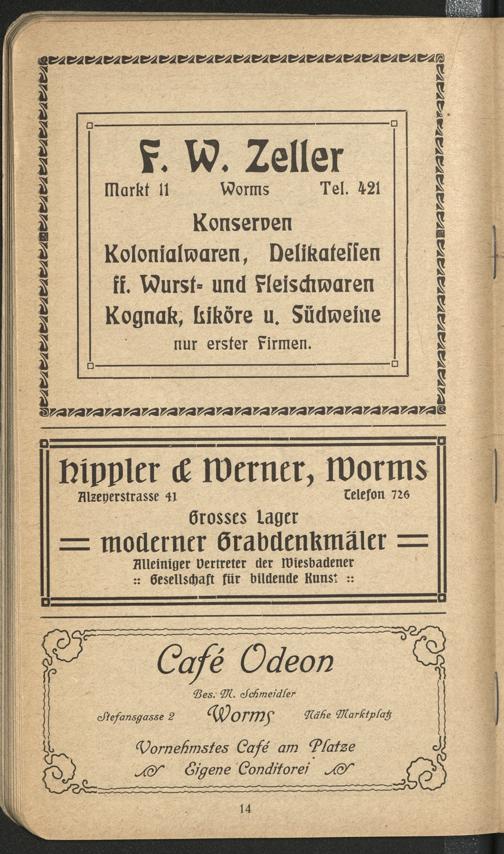 F. W. Zeller
Markt 11 Worms Tel. 421
Konserven
Kolonialwaren, Delikatessen
ff. Wurst- und Fleischwaren
Kognak, Liköre u. Südweine
nur erster Firmen.
Hippler & Werner, Worms
Alzeyerstrasse 41 Telefon 726
Grosses Lager
moderner Grabdenkmäler
Alleiniger Vertreter der Wiesbadener
:: Gesellschaft für bildende Kunst ::
Café Odeon
Bes. M. Schmeidler
Stefansgasse 2 Worms Nähe Marktplatz
Vornehmstes Café am Platze
Eigene Conditorei
14